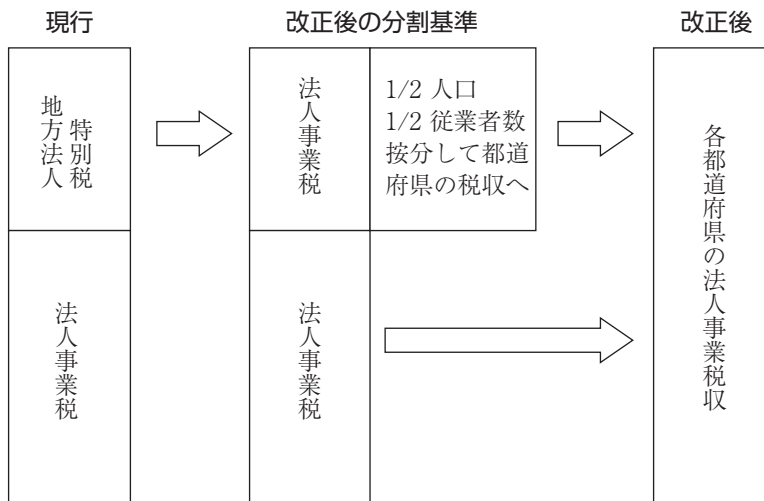 現行
改正後の分割基準
改正後
地方法人
特別税
法人事業税
1/2 人口
1/2 従業者数
按分して都道
府県の税収へ
各都道府県の法人事業税収
法人事業税
法人事業税